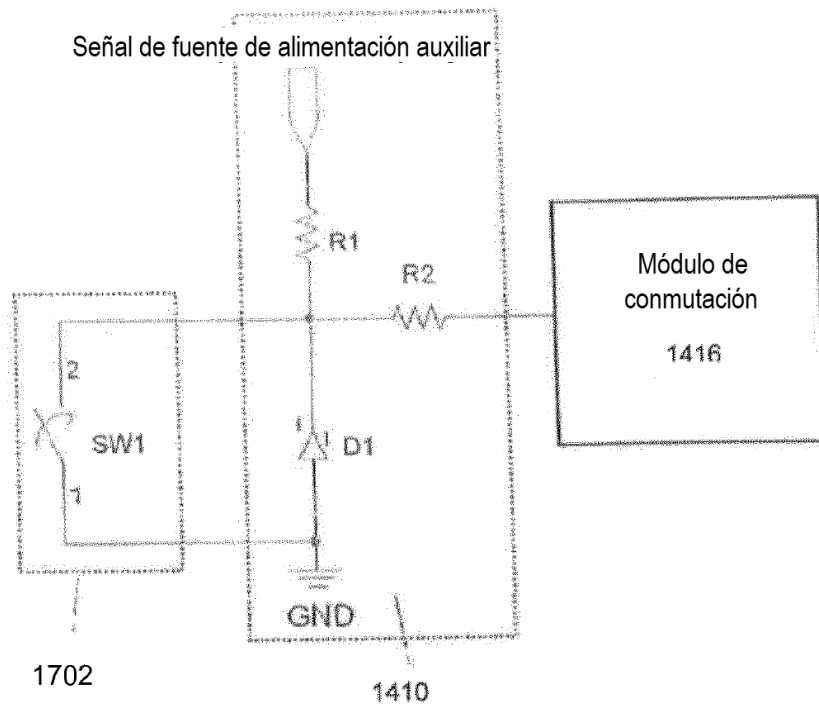 Señal de fuente de alimentación auxiliar
R1
R2
Módulo de
conmutación
1416
2
SW1
D1
1
GND
1702
1410